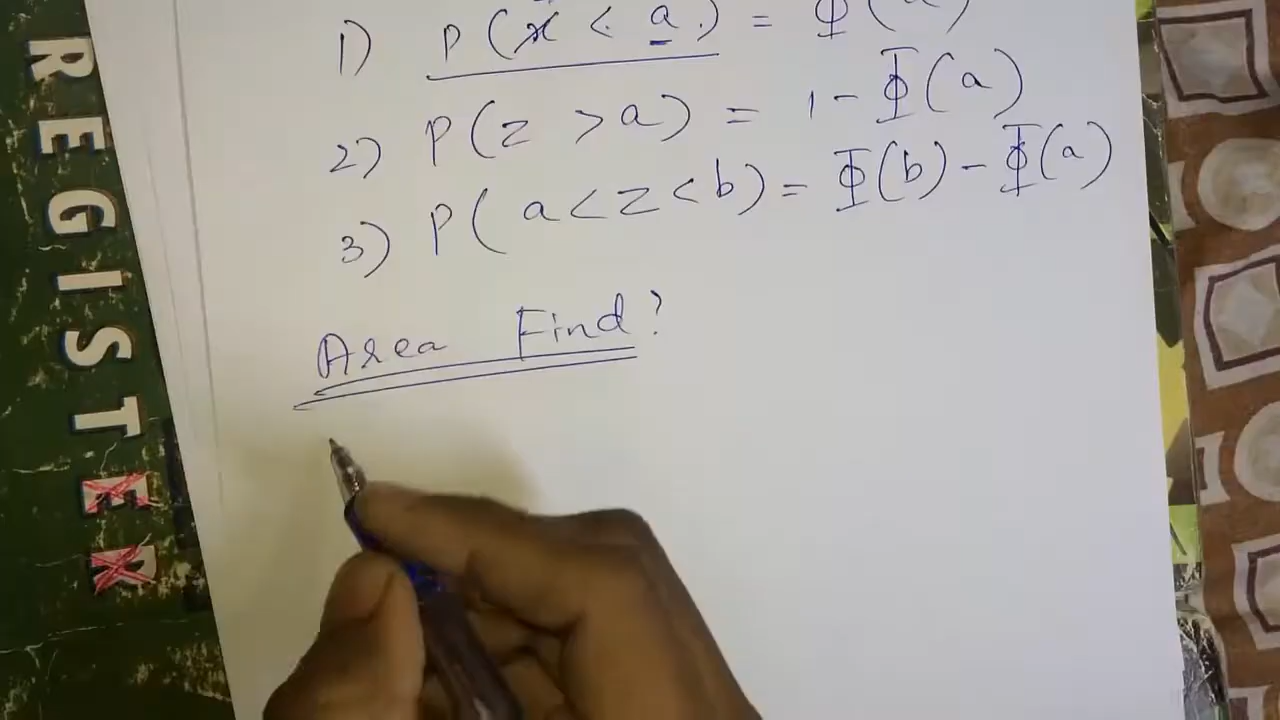 1) P(x < a) = Φ(a)
2) P(z > a) = 1 - Φ(a)
3) P(a < z < b) = Φ(b) - Φ(a)
Area Find?
REGISTER